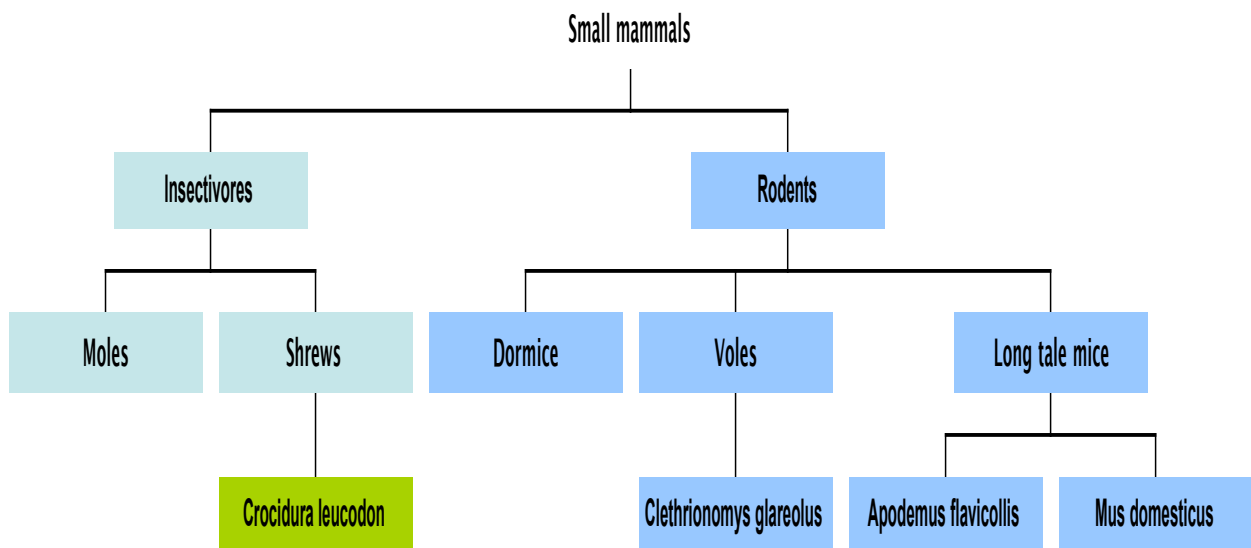 Small mammals
Insectivores
Rodents
Moles
Shrews
Dormice
Voles
Long tale mice
Crocidura leucodon
Clethrionomys glareolus
Apodemus flavicollis
Mus domesticus